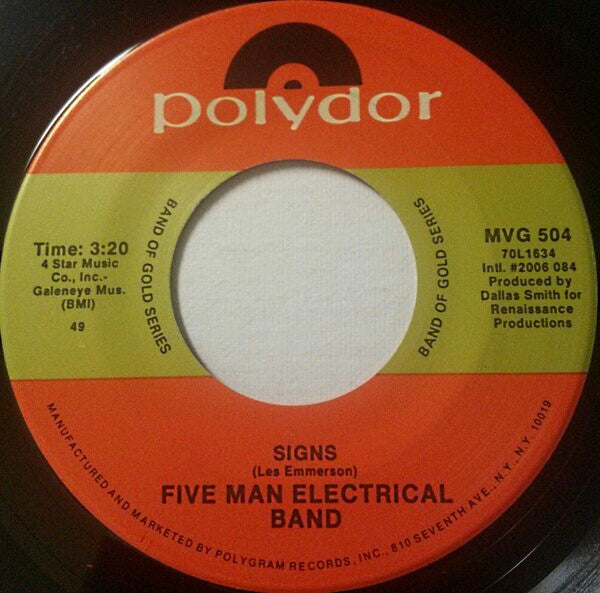 polydor
BAND OF GOLD SERIES
BAND OF GOLD SERIES
Time: 3:20
4 Star Music
Co., Inc.-
Galeneye Mus.
(BMI)
49
MVG 504
70L1634
Intl. #2006 084
Produced by
Dallas Smith for
Renaissance
Productions
SIGNS
(Les Emmerson)
FIVE MAN ELECTRICAL
BAND
MANUFACTURED AND MARKETED BY POLYGRAM RECORDS, INC., 810 SEVENTH AVE., N.Y., N.Y. 10019